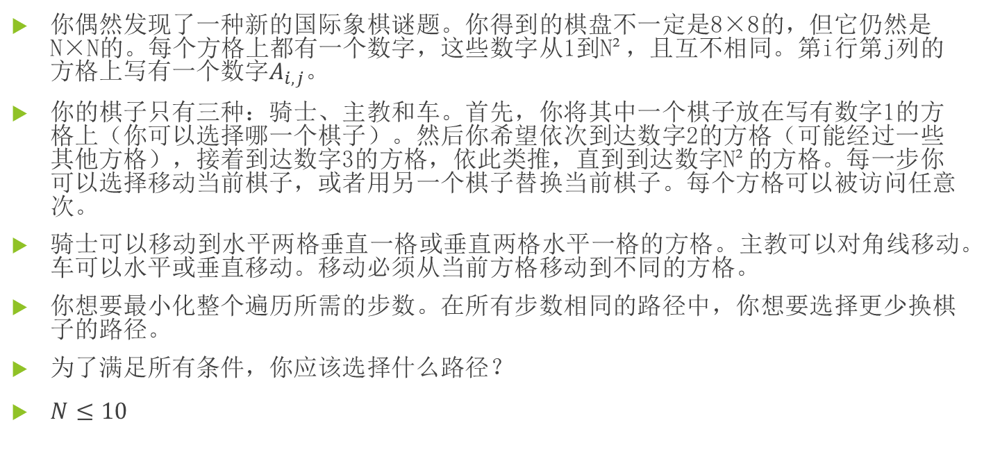 你偶然发现了一种新的国际象棋谜题。你得到的棋盘不一定是8×8的，但它仍然是
N×N的。每个方格上都有一个数字，这些数字从1到N²，且互不相同。第i行第j列的
方格上写有一个数字𝐴𝑖,𝑗。
你的棋子只有三种：骑士、主教和车。首先，你将其中一个棋子放在写有数字1的方
格上（你可以选择哪一个棋子）。然后你希望依次到达数字2的方格（可能经过一些
其他方格），接着到达数字3的方格，依此类推，直到到达数字N²的方格。每一步你
可以选择移动当前棋子，或者用另一个棋子替换当前棋子。每个方格可以被访问任意
次。
骑士可以移动到水平两格垂直一格或垂直两格水平一格的方格。主教可以对角线移动。
车可以水平或垂直移动。移动必须从当前方格移动到不同的方格。
你想要最小化整个遍历所需的步数。在所有步数相同的路径中，你想要选择更少换棋
子的路径。
为了满足所有条件，你应该选择什么路径？
𝑁 ≤ 10